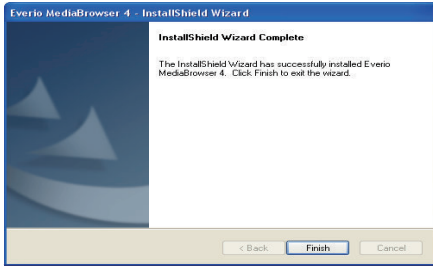 Everio MediaBrowser 4 - InstallShield Wizard
InstallShield Wizard Complete
The InstallShield Wizard has successfully installed Everio
MediaBrowser 4. Click Finish to exit the wizard.
< Back Finish Cancel